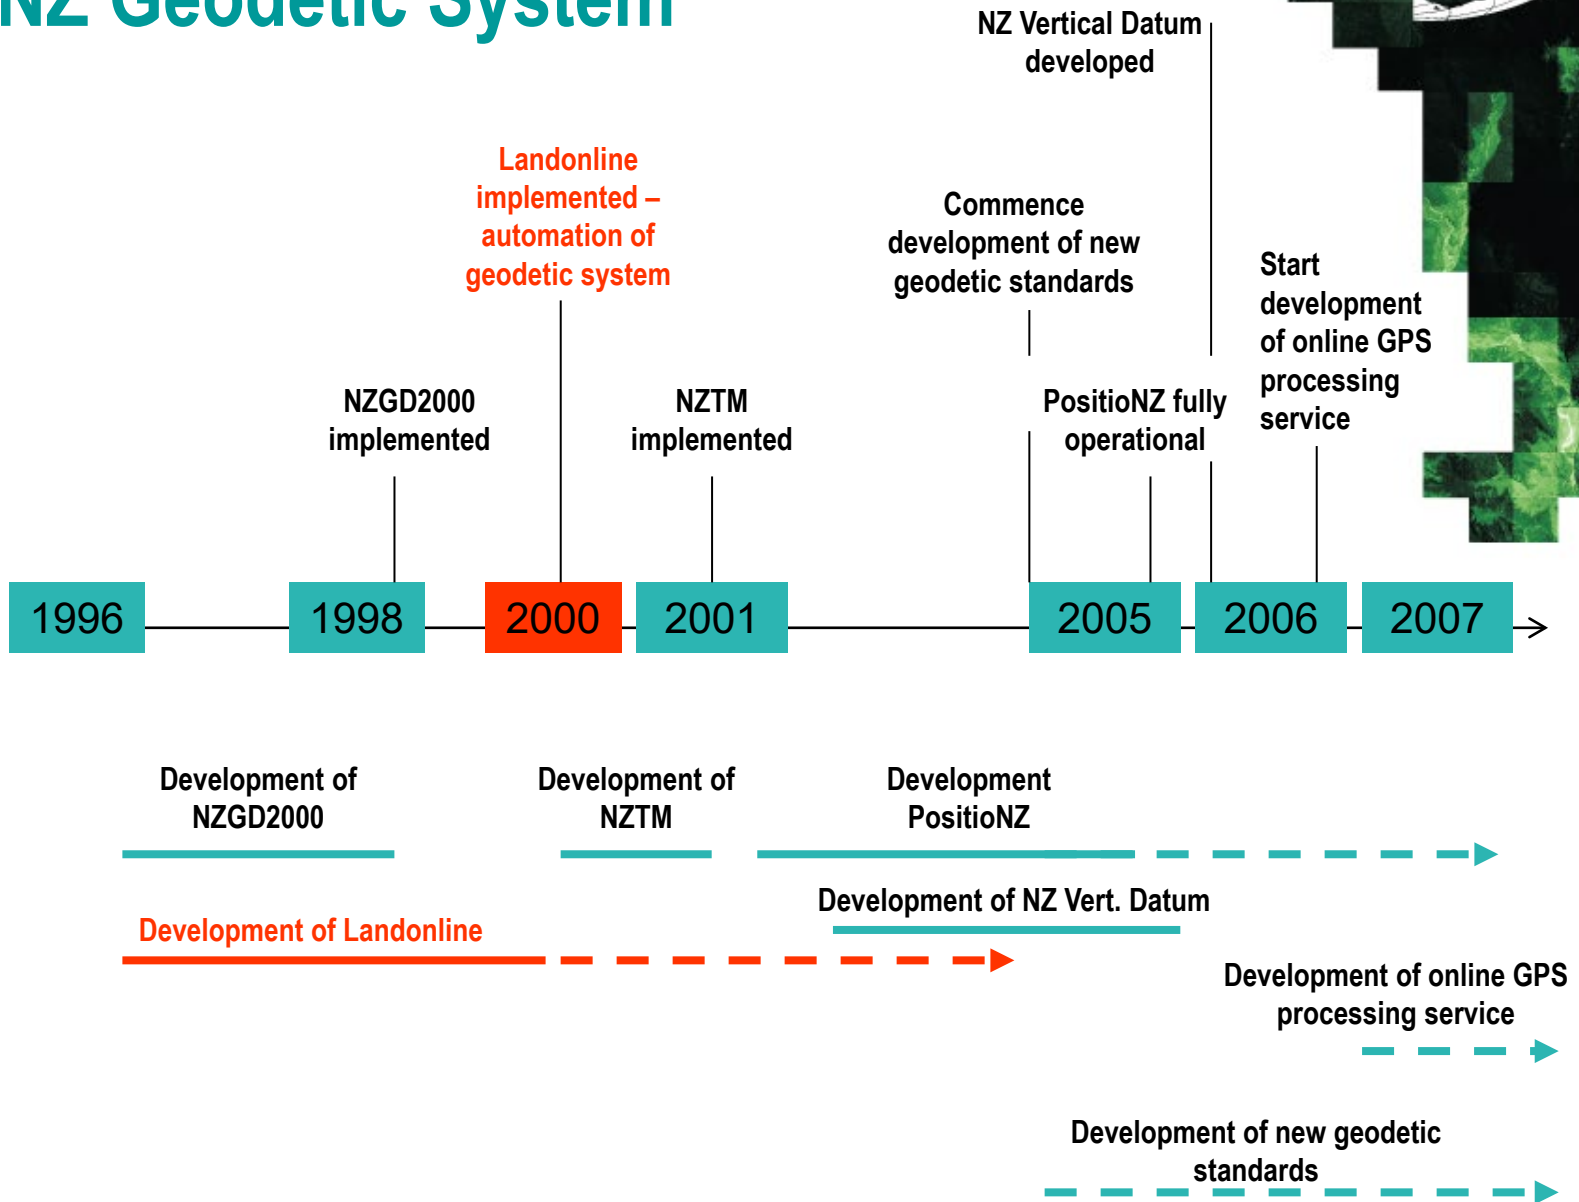 NZ Geodetic System
NZ Vertical Datum
developed
Landonline
implemented –
automation of
geodetic system
Commence
development of new
geodetic standards
Start
development
of online GPS
processing
service
NZGD2000
implemented
NZTM
implemented
PositioNZ fully
operational
1996
1998
2000
2001
2005
2006
2007
Development of
NZGD2000
Development of
NZTM
Development
PositioNZ
Development of NZ Vert. Datum
Development of Landonline
Development of online GPS
processing service
Development of new geodetic
standards